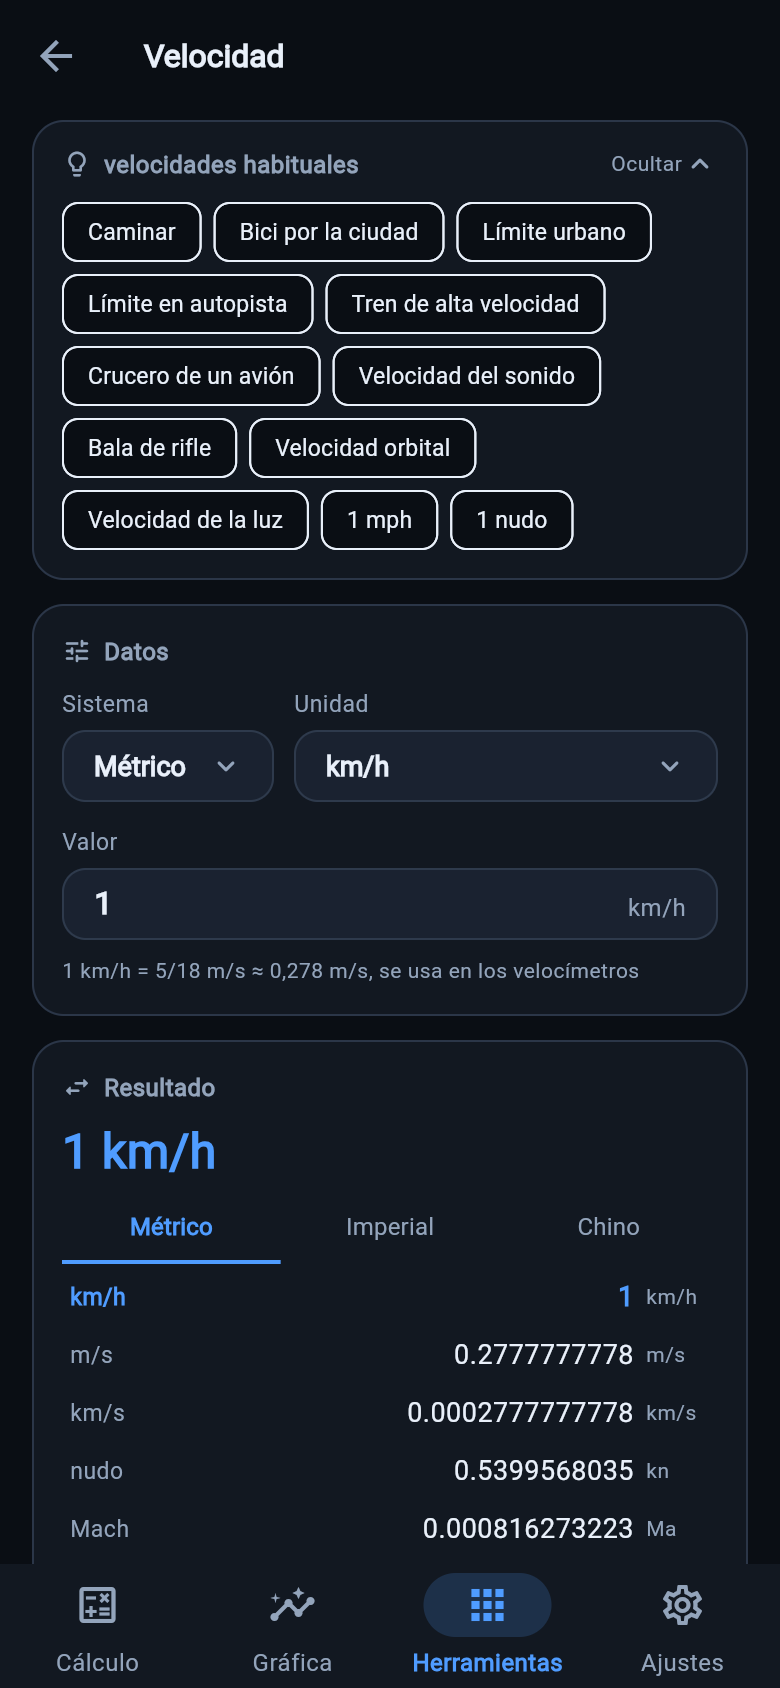 Velocidad
velocidades habituales
Ocultar
Caminar
Bici por la ciudad
Límite urbano
Límite en autopista
Tren de alta velocidad
Crucero de un avión
Velocidad del sonido
Bala de rifle
Velocidad orbital
Velocidad de la luz
1 mph
1 nudo
Datos
Sistema
Unidad
Métrico
km/h
Valor
1 km/h
1 km/h = 5/18 m/s ≈ 0,278 m/s, se usa en los velocímetros
Resultado
1 km/h
Métrico
Imperial
Chino
km/h 1 km/h
m/s 0.2777777778 m/s
km/s 0.0002777777778 km/s
nudo 0.5399568035 kn
Mach 0.000816273223 Ma
Cálculo
Gráfica
Herramientas
Ajustes